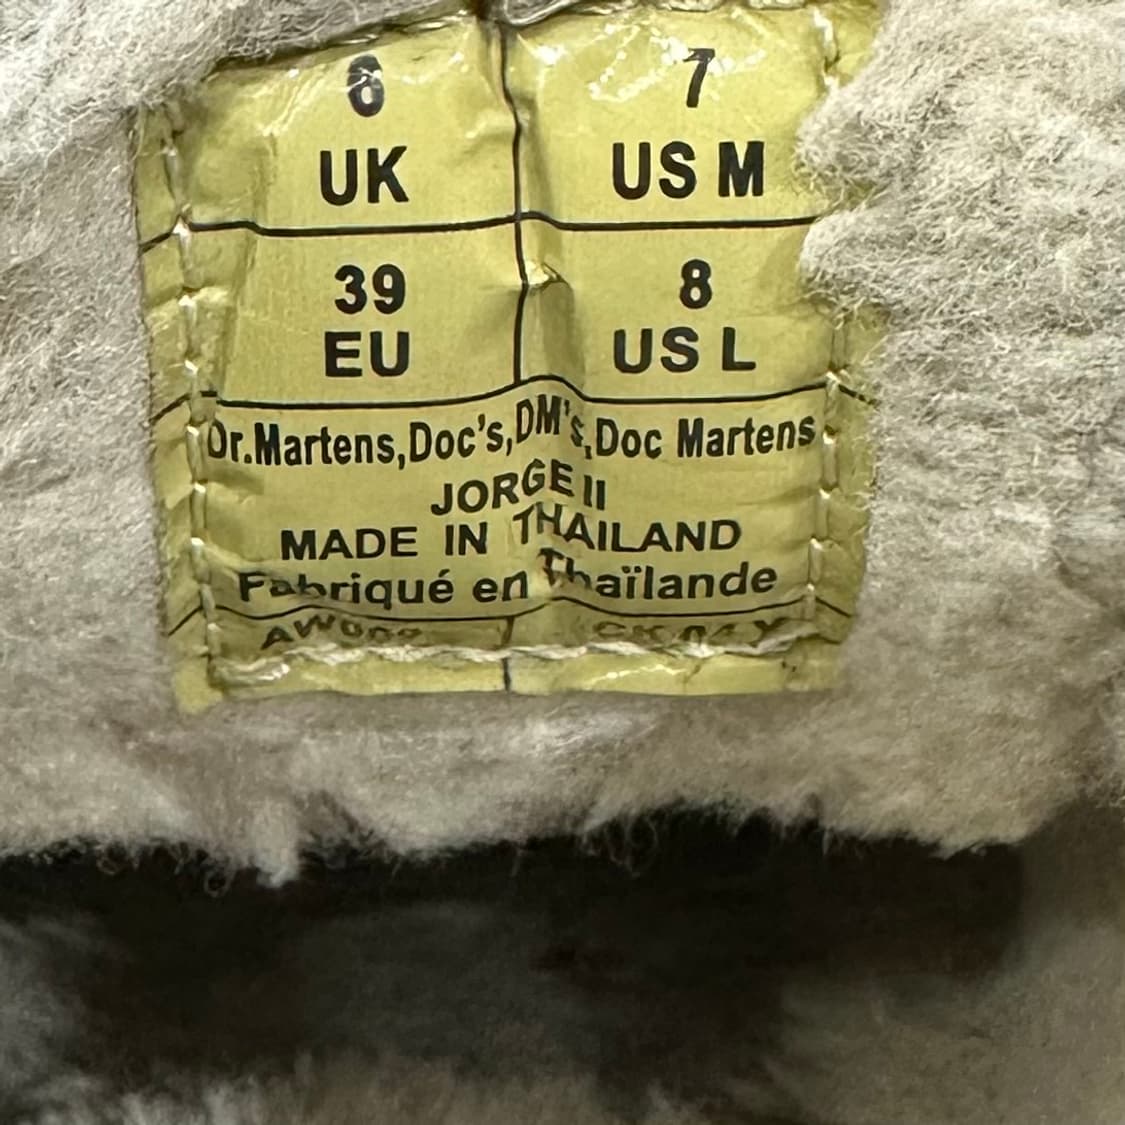 6 7
UK US M
39 8
EU US L
Dr.Martens,Doc's,DM's,Doc Martens
JORGE II
MADE IN THAILAND
Fabriqué en Thaïlande